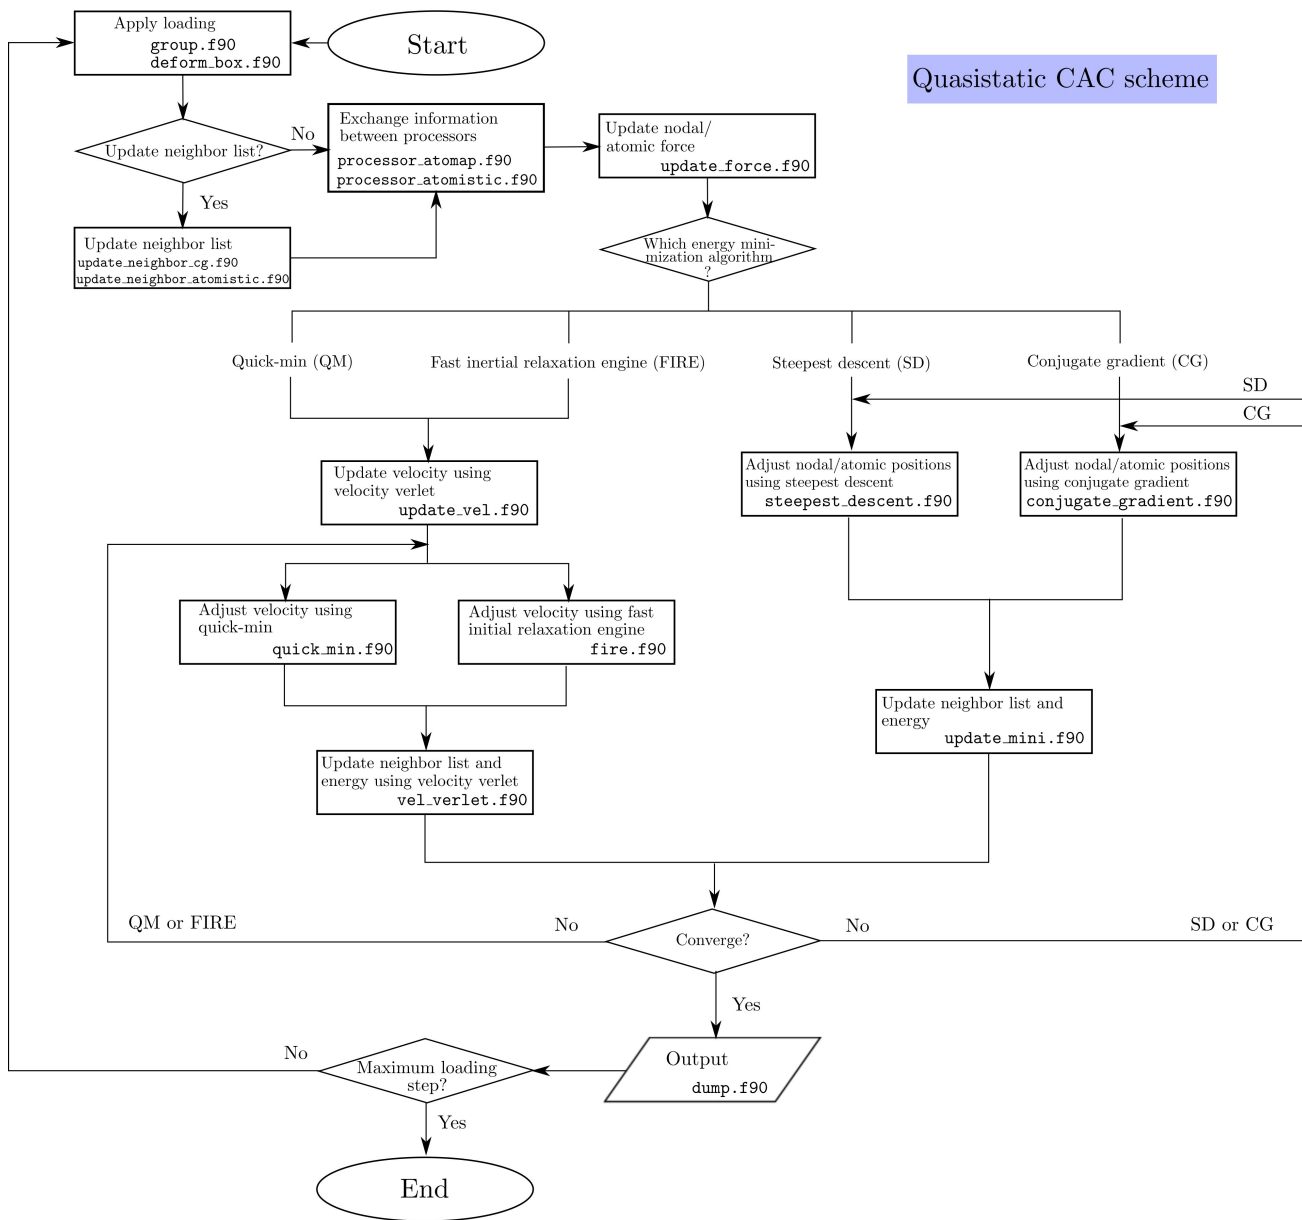 Apply loading
group.f90
deform_box.f90
Start
Quasistatic CAC scheme
Update neighbor list?
No
Yes
Exchange information
between processors
processor_atomap.f90
processor_atomistic.f90
Update nodal/
atomic force
update_force.f90
Update neighbor list
update_neighbor_cg.f90
update_neighbor_atomistic.f90
Which energy mini-
mization algorithm
?
Quick-min (QM)
Fast inertial relaxation engine (FIRE)
Steepest descent (SD)
Conjugate gradient (CG)
SD
CG
Update velocity using
velocity verlet
update_vel.f90
Adjust nodal/atomic positions
using steepest descent
steepest_descent.f90
Adjust nodal/atomic positions
using conjugate gradient
conjugate_gradient.f90
Adjust velocity using
quick-min
quick_min.f90
Adjust velocity using fast
initial relaxation engine
fire.f90
Update neighbor list and
energy
update_mini.f90
Update neighbor list and
energy using velocity verlet
vel_verlet.f90
QM or FIRE
No
Converge?
No
SD or CG
Yes
Output
dump.f90
No
Maximum loading
step?
Yes
End